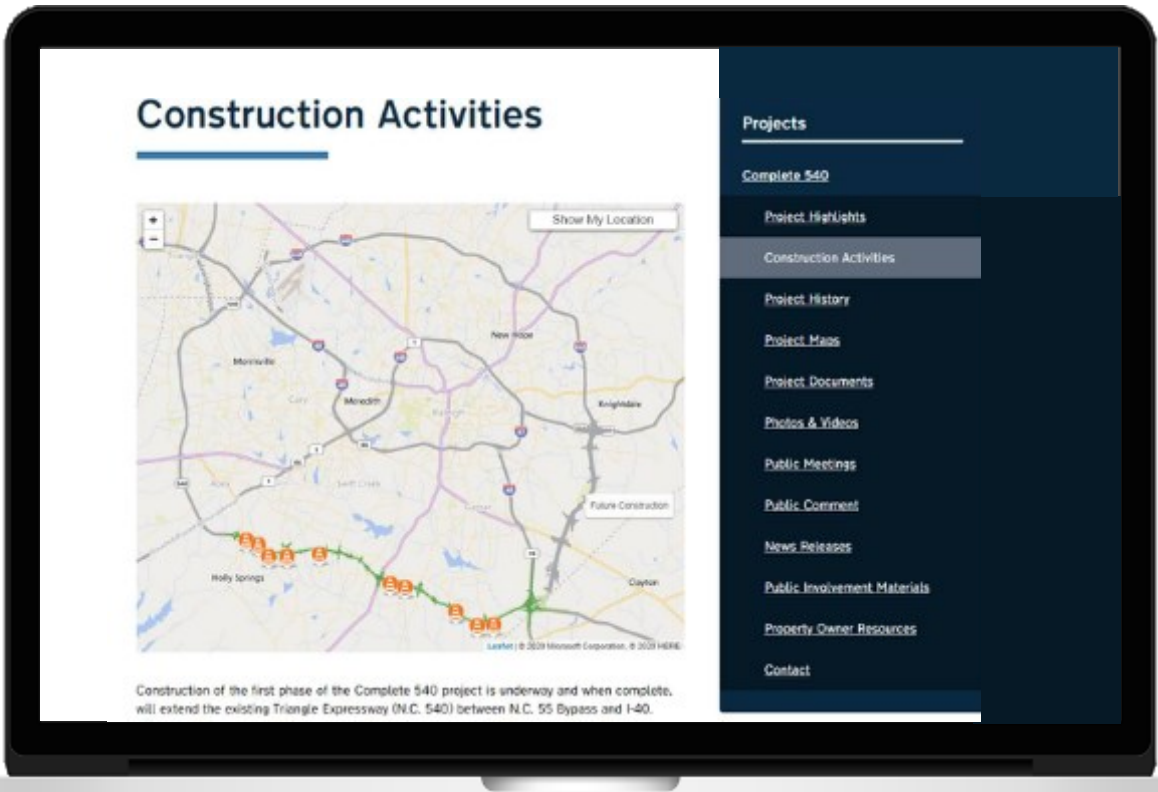 Construction Activities
+
−
Show My Location
New Hope
1
Morrisville
Cary
Meredith
Raleigh
Knightdale
1
1
540
Apex
Swift Creek
Garner
Future Construction
Holly Springs
Clayton
Leaflet | © 2020 Microsoft Corporation, © 2020 HERE
Construction of the first phase of the Complete 540 project is underway and when complete,
will extend the existing Triangle Expressway (N.C. 540) between N.C. 55 Bypass and I-40.
Projects
Complete 540
Project Highlights
Construction Activities
Project History
Project Maps
Project Documents
Photos & Videos
Public Meetings
Public Comment
News Releases
Public Involvement Materials
Property Owner Resources
Contact